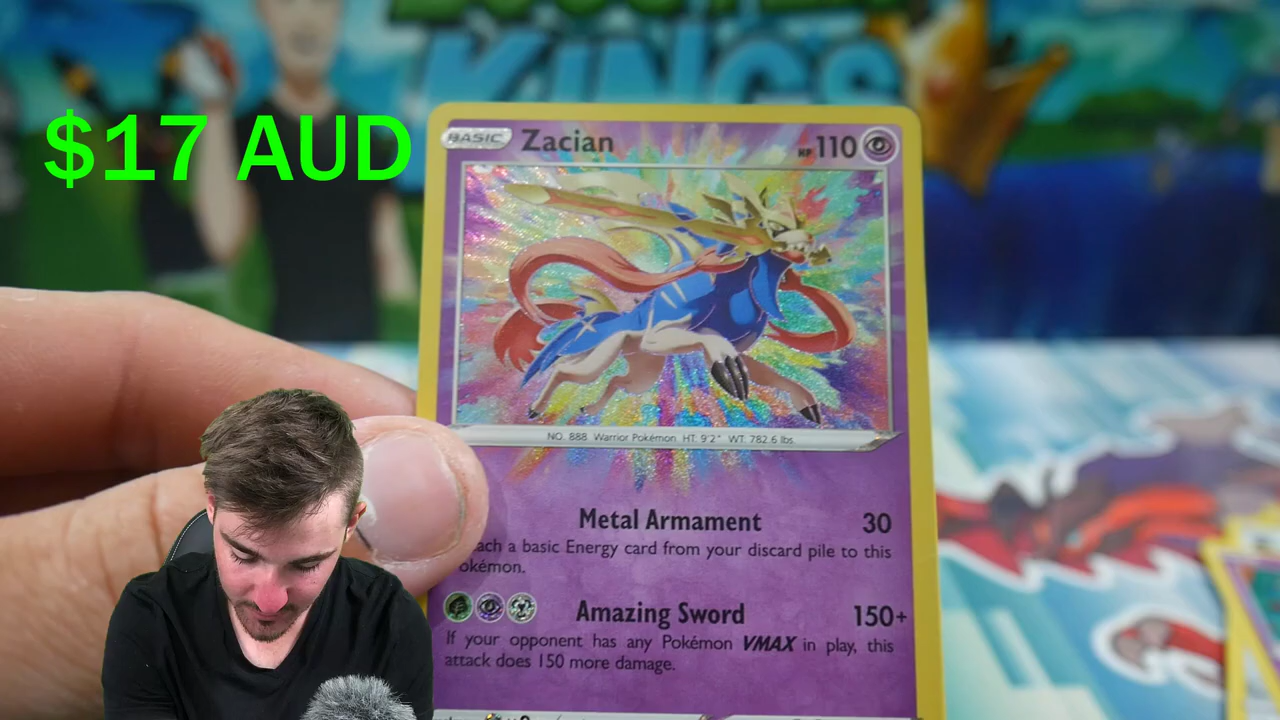 KINGS
$17 AUD
BASIC Zacian HP 110
NO. 888 Warrior Pokémon HT: 9'2" WT: 782.6 lbs.
Metal Armament 30
ach a basic Energy card from your discard pile to this
okémon.
Amazing Sword 150+
If your opponent has any Pokémon VMAX in play, this
attack does 150 more damage.